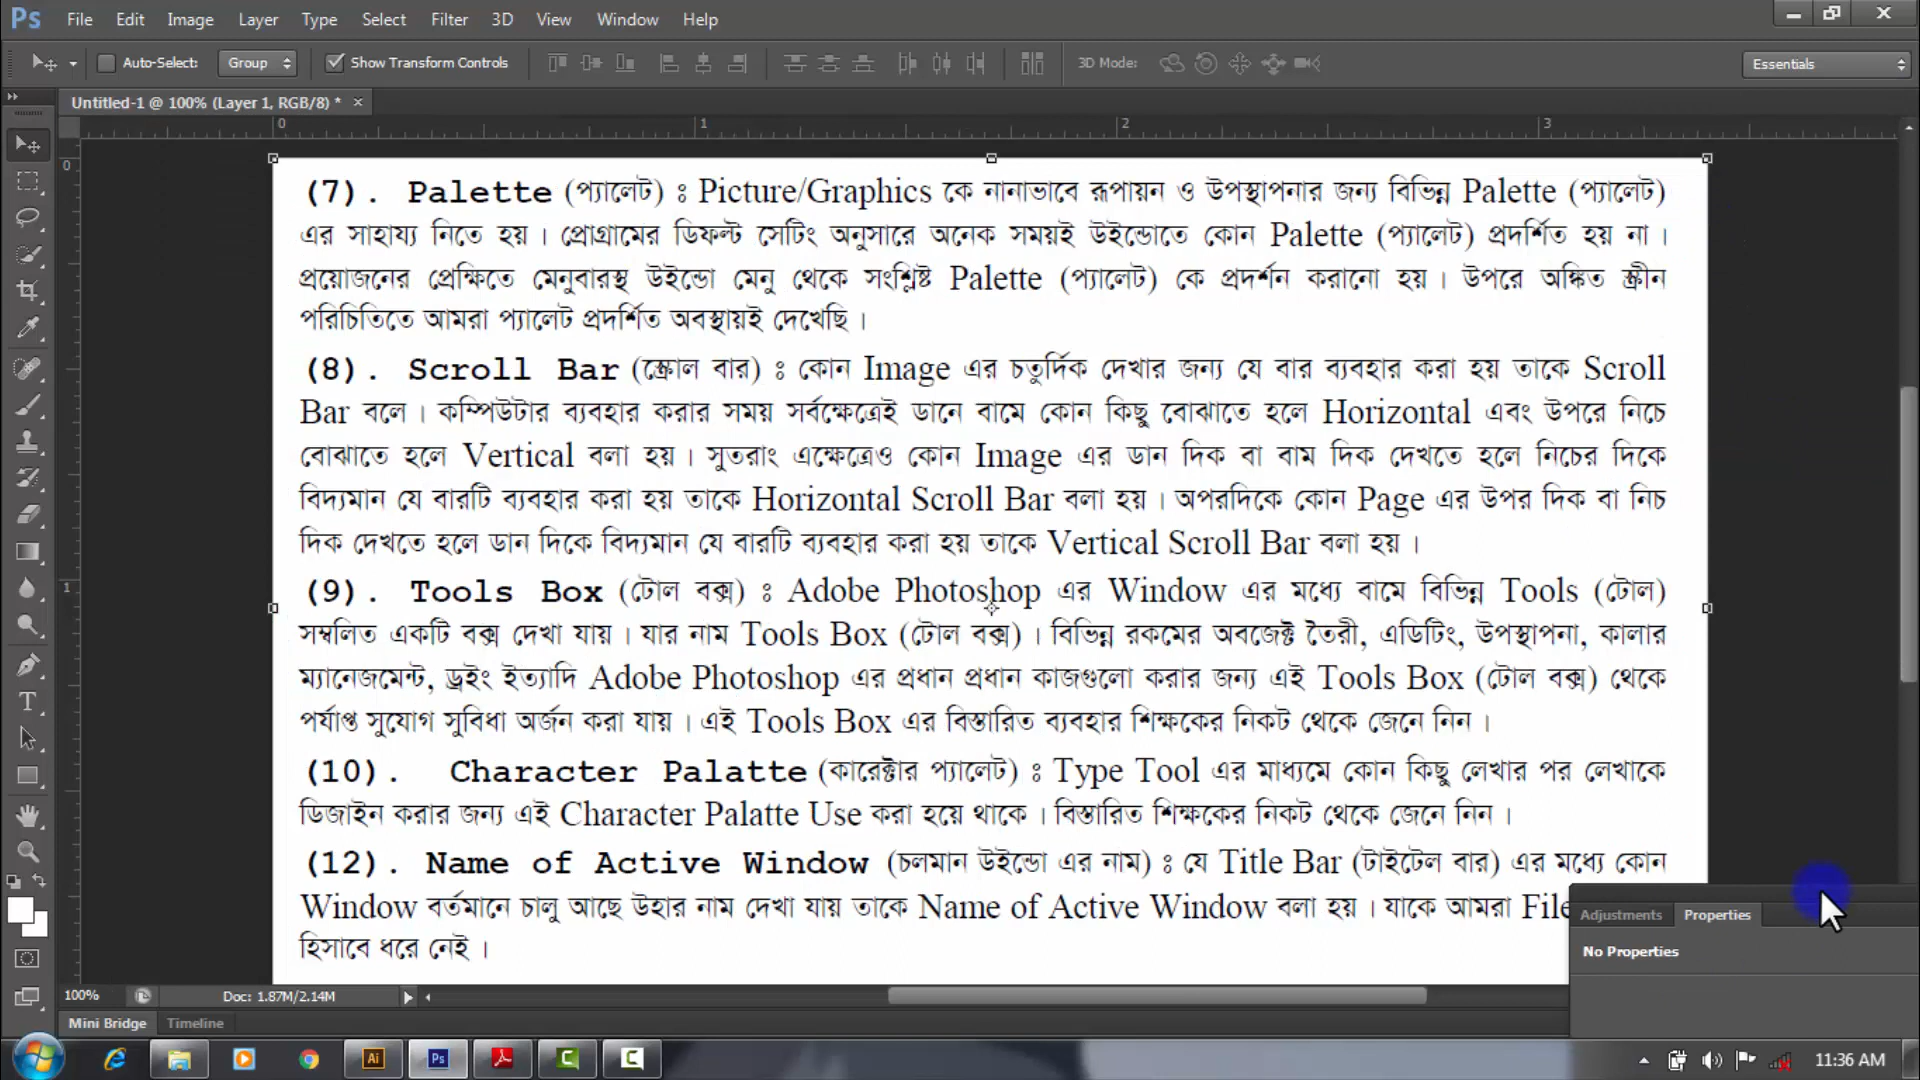 Ps File Edit Image Layer Type Select Filter 3D View Window Help
Auto-Select: Group Show Transform Controls 3D Mode: Essentials
Untitled-1 @ 100% (Layer 1, RGB/8) *
0 1 2 3
0
(7). Palette (প্যালেট) ঃ Picture/Graphics কে নানাভাবে রূপায়ন ও উপস্থাপনার জন্য বিভিন্ন Palette (প্যালেট)
এর সাহায্য নিতে হয়। প্রোগ্রামের ডিফল্ট সেটিং অনুসারে অনেক সময়ই উইন্ডোতে কোন Palette (প্যালেট) প্রদর্শিত হয় না।
প্রয়োজনের প্রেক্ষিতে মেনুবারস্থ উইন্ডো মেনু থেকে সংশ্লিষ্ট Palette (প্যালেট) কে প্রদর্শন করানো হয়। উপরে অঙ্কিত স্ক্রীন
পরিচিতিতে আমরা প্যালেট প্রদর্শিত অবস্থায়ই দেখেছি।
(8). Scroll Bar (স্ক্রোল বার) ঃ কোন Image এর চতুর্দিক দেখার জন্য যে বার ব্যবহার করা হয় তাকে Scroll
Bar বলে। কম্পিউটার ব্যবহার করার সময় সর্বক্ষেত্রেই ডানে বামে কোন কিছু বোঝাতে হলে Horizontal এবং উপরে নিচে
বোঝাতে হলে Vertical বলা হয়। সুতরাং এক্ষেত্রেও কোন Image এর ডান দিক বা বাম দিক দেখতে হলে নিচের দিকে
বিদ্যমান যে বারটি ব্যবহার করা হয় তাকে Horizontal Scroll Bar বলা হয়। অপরদিকে কোন Page এর উপর দিক বা নিচ
দিক দেখতে হলে ডান দিকে বিদ্যমান যে বারটি ব্যবহার করা হয় তাকে Vertical Scroll Bar বলা হয়।
1
(9). Tools Box (টোল বক্স) ঃ Adobe Photoshop এর Window এর মধ্যে বামে বিভিন্ন Tools (টোল)
সম্বলিত একটি বক্স দেখা যায়। যার নাম Tools Box (টোল বক্স)। বিভিন্ন রকমের অবজেক্ট তৈরী, এডিটিং, উপস্থাপনা, কালার
ম্যানেজমেন্ট, ড্রইং ইত্যাদি Adobe Photoshop এর প্রধান প্রধান কাজগুলো করার জন্য এই Tools Box (টোল বক্স) থেকে
পর্যাপ্ত সুযোগ সুবিধা অর্জন করা যায়। এই Tools Box এর বিস্তারিত ব্যবহার শিক্ষকের নিকট থেকে জেনে নিন।
(10). Character Palatte (কারেক্টার প্যালেট) ঃ Type Tool এর মাধ্যমে কোন কিছু লেখার পর লেখাকে
ডিজাইন করার জন্য এই Character Palatte Use করা হয়ে থাকে। বিস্তারিত শিক্ষকের নিকট থেকে জেনে নিন।
(12). Name of Active Window (চলমান উইন্ডো এর নাম) ঃ যে Title Bar (টাইটেল বার) এর মধ্যে কোন
Window বর্তমানে চালু আছে উহার নাম দেখা যায় তাকে Name of Active Window বলা হয়। যাকে আমরা File
হিসাবে ধরে নেই।
Adjustments Properties
No Properties
100% Doc: 1.87M/2.14M
Mini Bridge Timeline
Ai Ps 11:36 AM